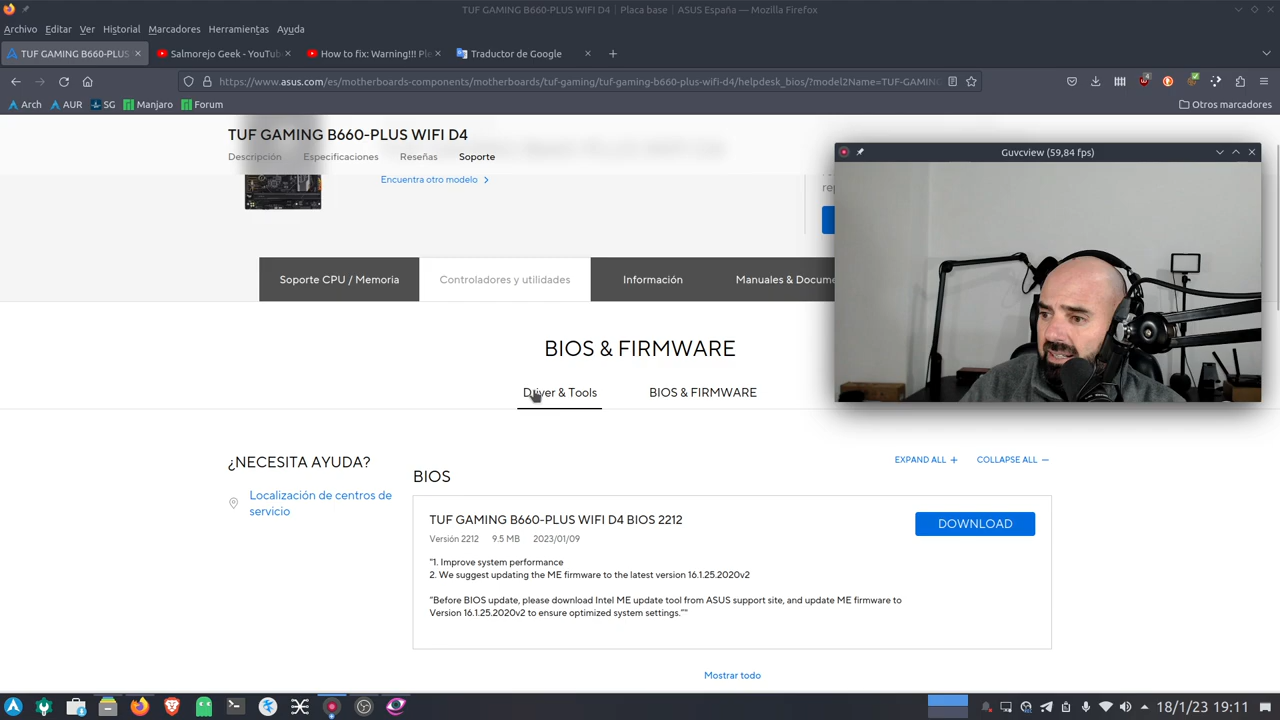 TUF GAMING B660-PLUS WIFI D4 | Placa base | ASUS España — Mozilla Firefox
Archivo Editar Ver Historial Marcadores Herramientas Ayuda
TUF GAMING B660-PLUS
Salmorejo Geek - YouTub
How to fix: Warning!!! Ple
Traductor de Google
https://www.asus.com/es/motherboards-components/motherboards/tuf-gaming/tuf-gaming-b660-plus-wifi-d4/helpdesk_bios/?model2Name=TUF-GAMING
Arch AUR SG Manjaro Forum Otros marcadores
TUF GAMING B660-PLUS WIFI D4
Descripción Especificaciones Reseñas Soporte
Encuentra otro modelo
Guvcview (59,84 fps)
Soporte CPU / Memoria Controladores y utilidades Información Manuales & Docume
BIOS & FIRMWARE
Driver & Tools BIOS & FIRMWARE
¿NECESITA AYUDA?
Localización de centros de
servicio
EXPAND ALL + COLLAPSE ALL —
BIOS
TUF GAMING B660-PLUS WIFI D4 BIOS 2212
DOWNLOAD
Versión 2212 9.5 MB 2023/01/09
"1. Improve system performance
2. We suggest updating the ME firmware to the latest version 16.1.25.2020v2
"Before BIOS update, please download Intel ME update tool from ASUS support site, and update ME firmware to
Version 16.1.25.2020v2 to ensure optimized system settings.""
Mostrar todo
18/1/23 19:11